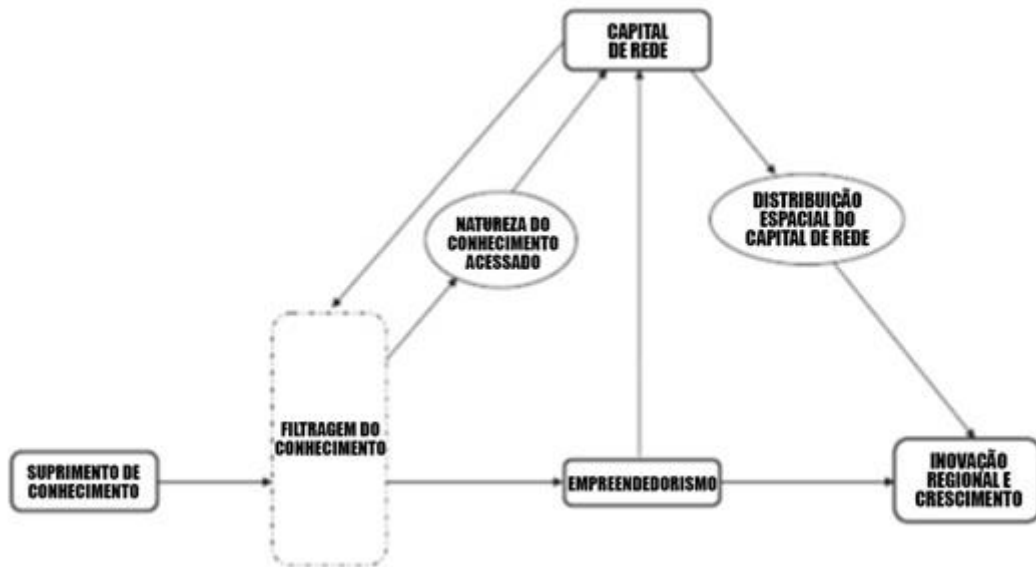 CAPITAL
DE REDE
NATUREZA DO
CONHECIMENTO
ACESSADO
DISTRIBUIÇÃO
ESPACIAL DO
CAPITAL DE REDE
FILTRAGEM DO
CONHECIMENTO
SUPRIMENTO DE
CONHECIMENTO
EMPREENDEDORISMO
INOVAÇÃO
REGIONAL E
CRESCIMENTO